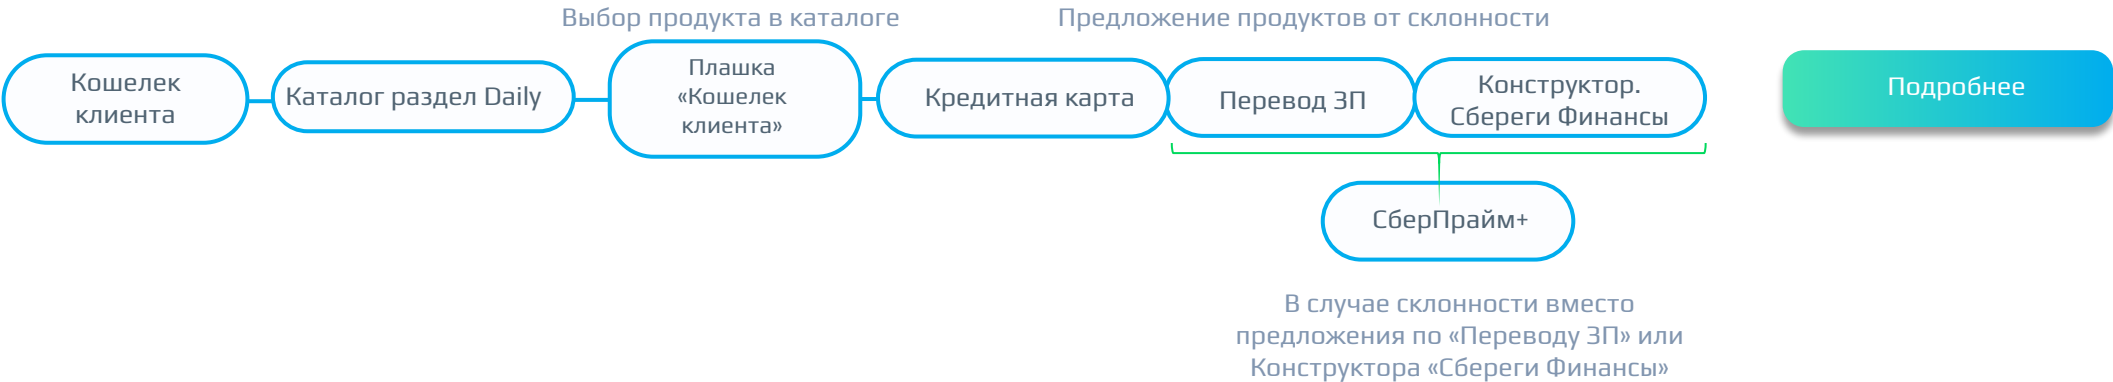 Выбор продукта в каталоге
Предложение продуктов от склонности
Кошелек
клиента
Каталог раздел Daily
Плашка
«Кошелек
клиента»
Кредитная карта
Перевод ЗП
Конструктор.
Сбереги Финансы
Подробнее
СберПрайм+
В случае склонности вместо
предложения по «Переводу ЗП» или
Конструктора «Сбереги Финансы»